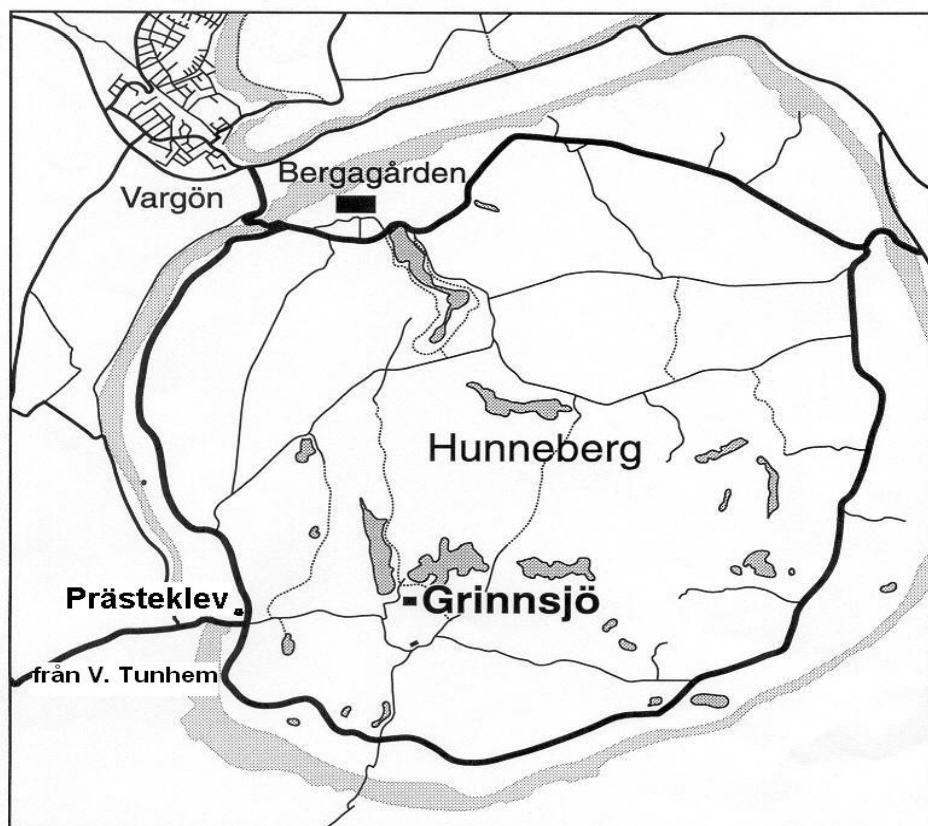 Bergagården
Vargön
Hunneberg
Prästeklev
Grinnsjö
från V. Tunhem